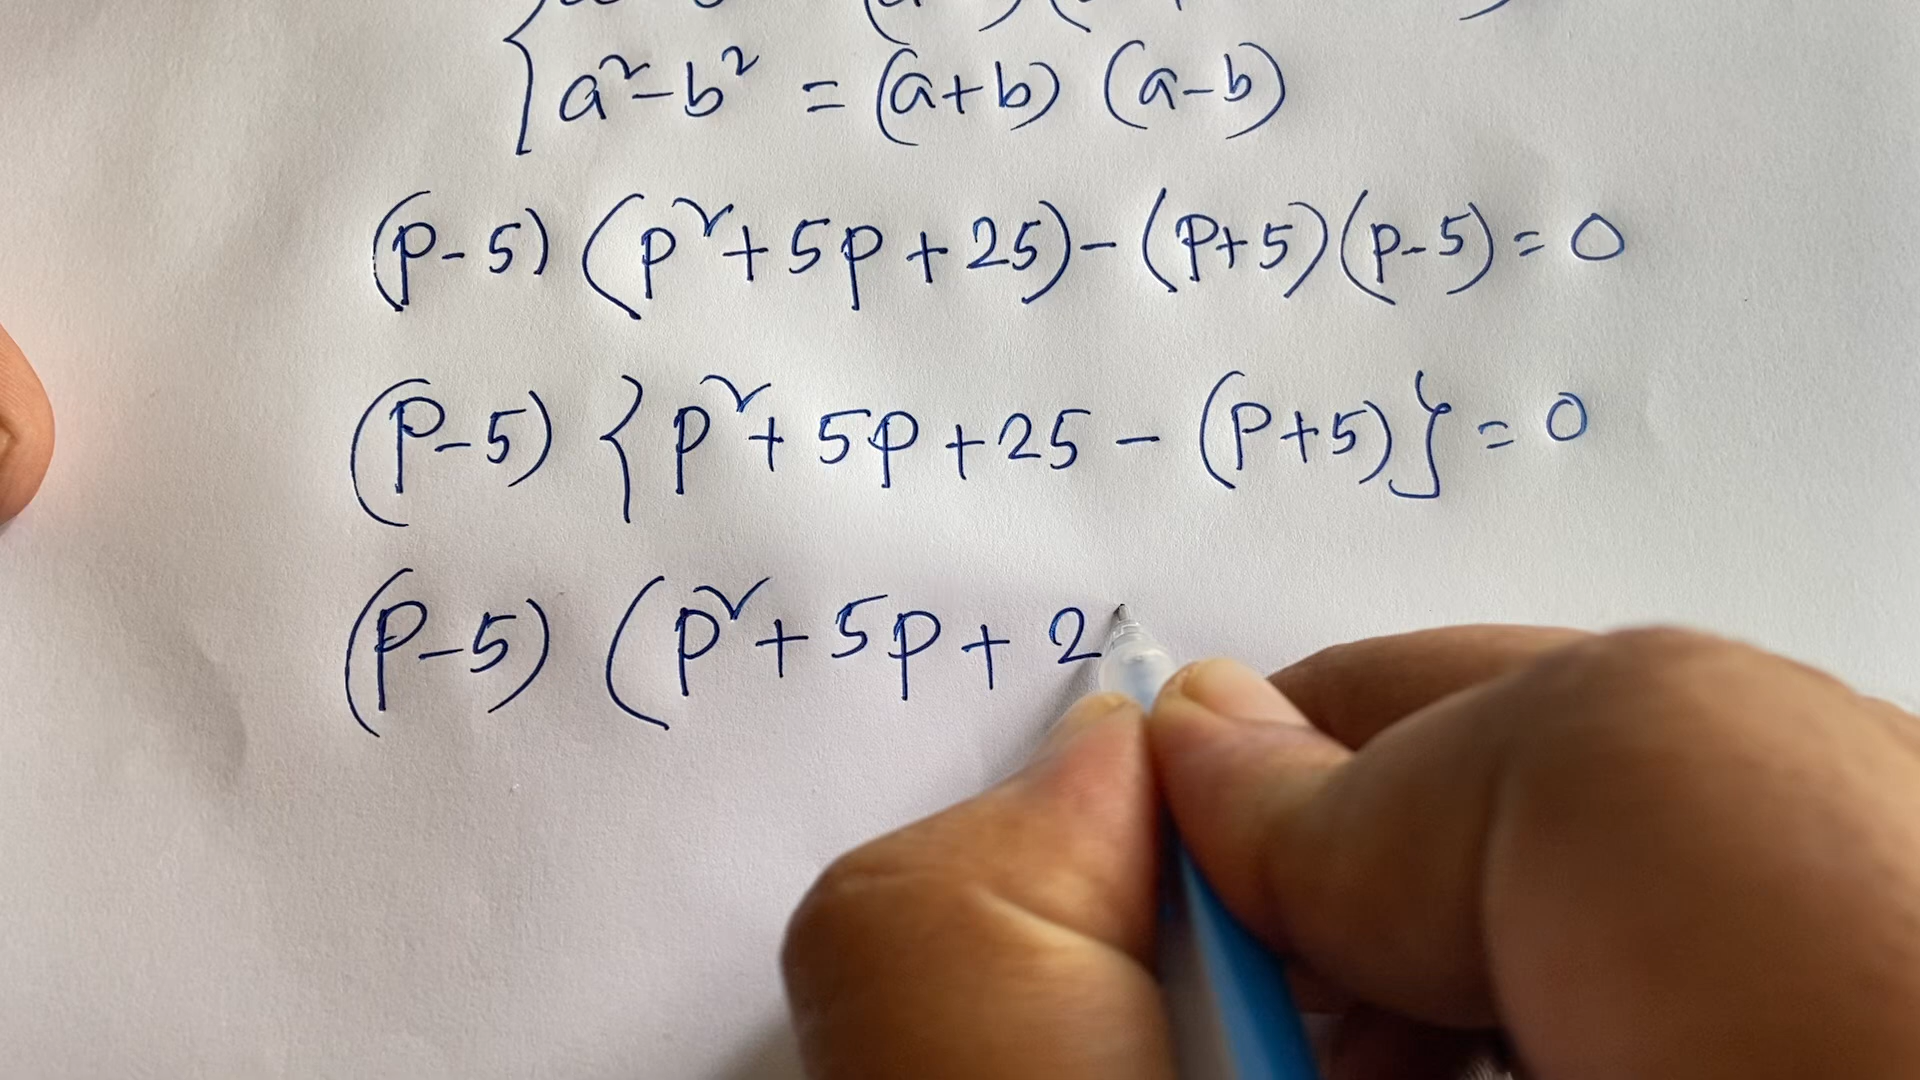 a²-b² = (a+b) (a-b)
(p-5) (p²+5p+25)-(p+5)(p-5)=0
(p-5) {p²+5p+25-(p+5)}=0
(p-5) (p²+5p+2